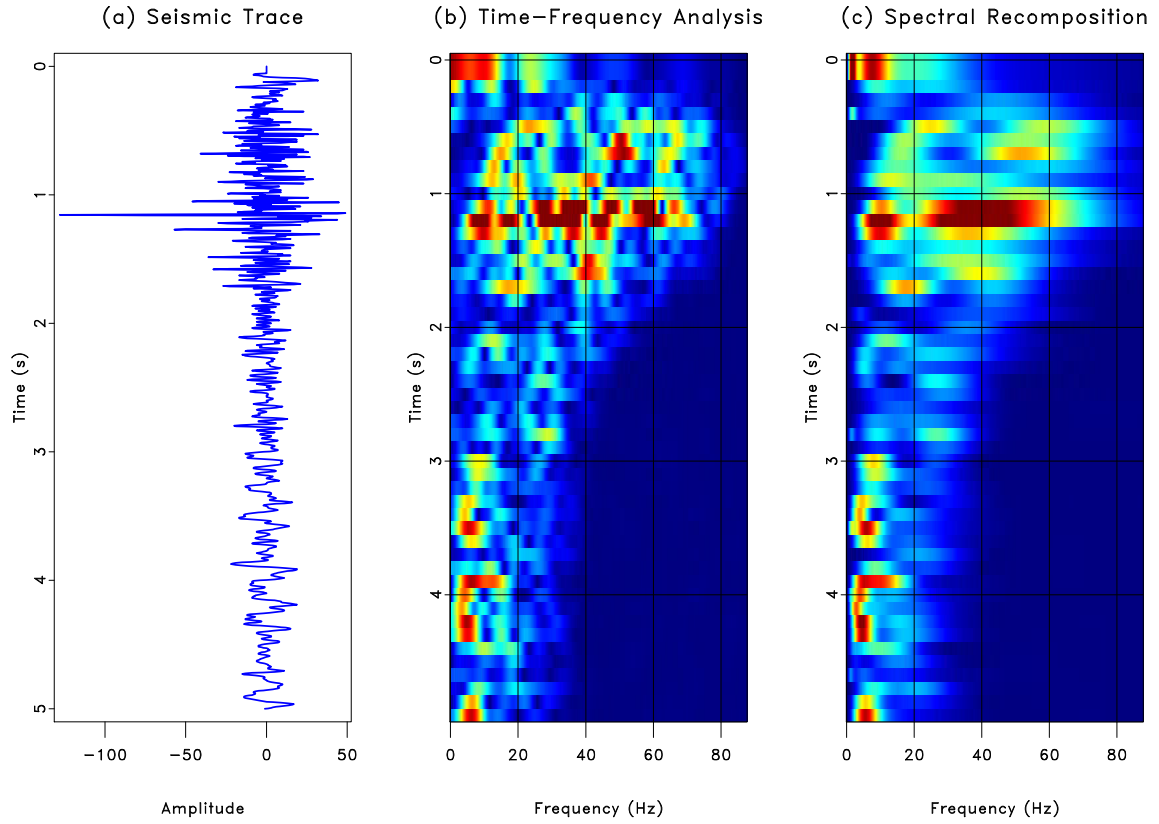 (a) Seismic Trace
(b) Time-Frequency Analysis
(c) Spectral Recomposition
0
1
2
3
4
5
Time (s)
-100 -50 0 50
Amplitude
0
1
2
3
4
Time (s)
0 20 40 60 80
Frequency (Hz)
0
1
2
3
4
Time (s)
0 20 40 60 80
Frequency (Hz)